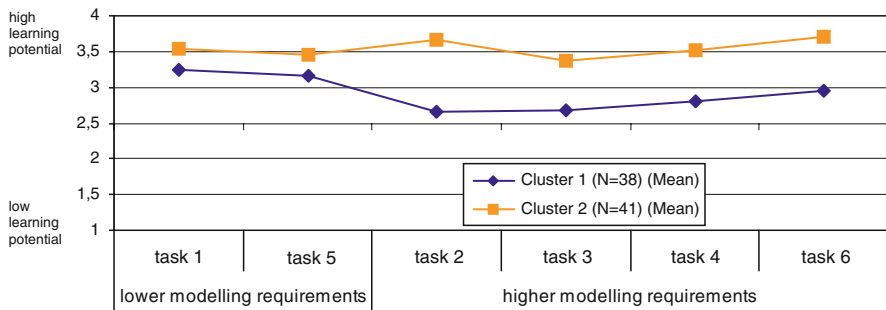 high
learning
potential
4
3,5
3
2,5
2
1,5
1
low
learning
potential
Cluster 1 (N=38) (Mean)
Cluster 2 (N=41) (Mean)
task 1 task 5 task 2 task 3 task 4 task 6
lower modelling requirements higher modelling requirements